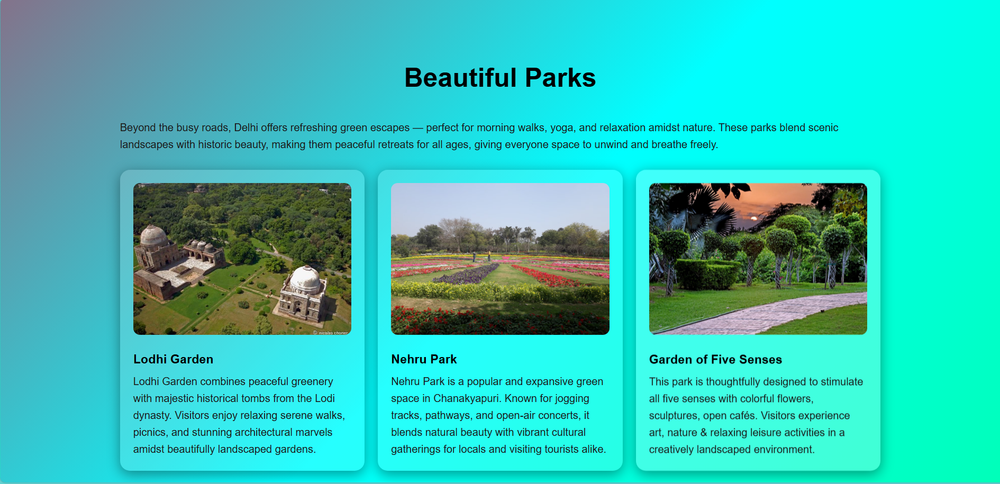 Beautiful Parks
Beyond the busy roads, Delhi offers refreshing green escapes — perfect for morning walks, yoga, and relaxation amidst nature. These parks blend scenic
landscapes with historic beauty, making them peaceful retreats for all ages, giving everyone space to unwind and breathe freely.
© nicolas chorier
Lodhi Garden
Lodhi Garden combines peaceful greenery
with majestic historical tombs from the Lodi
dynasty. Visitors enjoy relaxing serene walks,
picnics, and stunning architectural marvels
amidst beautifully landscaped gardens.
Nehru Park
Nehru Park is a popular and expansive green
space in Chanakyapuri. Known for jogging
tracks, pathways, and open-air concerts, it
blends natural beauty with vibrant cultural
gatherings for locals and visiting tourists alike.
Garden of Five Senses
This park is thoughtfully designed to stimulate
all five senses with colorful flowers,
sculptures, open cafés. Visitors experience
art, nature & relaxing leisure activities in a
creatively landscaped environment.